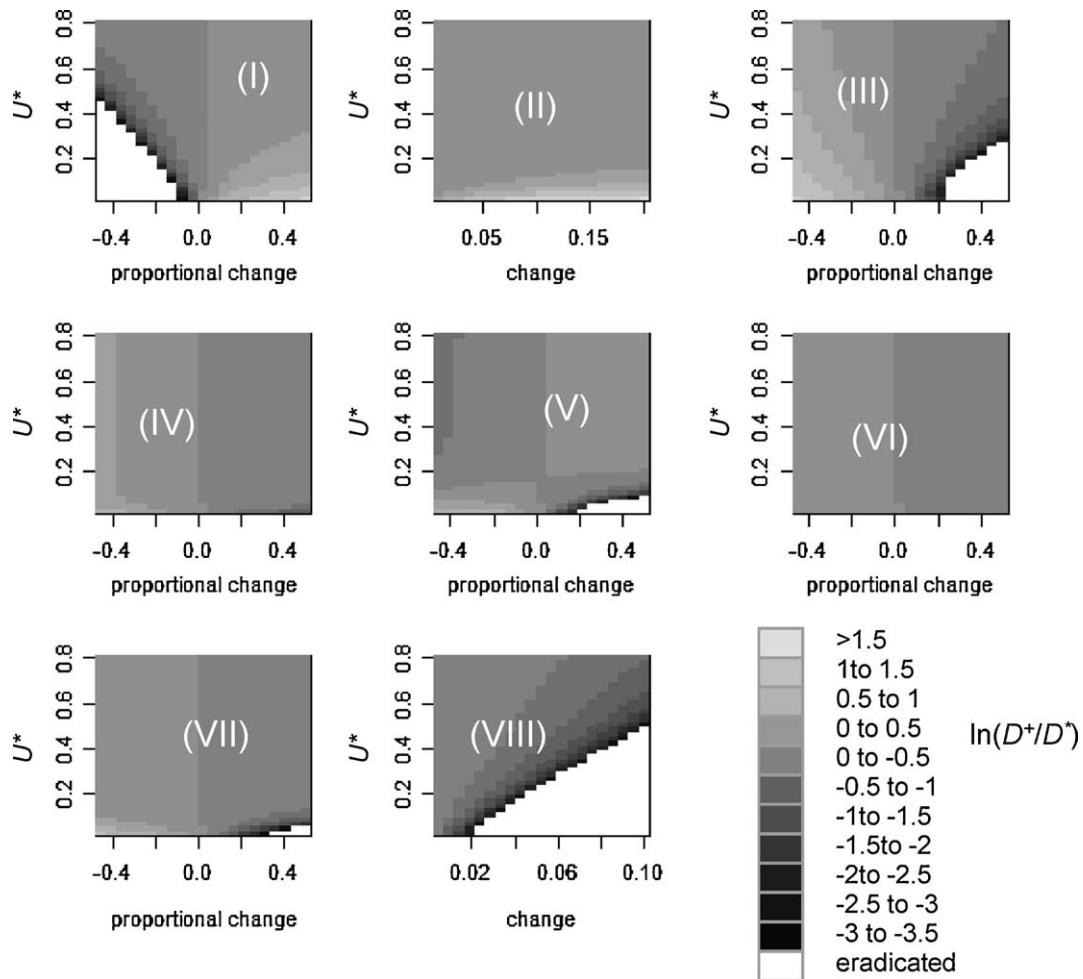 0.8
0.6
0.4
0.2
U*
(I)
-0.4 0.0 0.4
proportional change
0.8
0.6
0.4
0.2
U*
(II)
0.05 0.15
change
0.8
0.6
0.4
0.2
U*
(III)
-0.4 0.0 0.4
proportional change
0.8
0.6
0.4
0.2
U*
(IV)
-0.4 0.0 0.4
proportional change
0.8
0.6
0.4
0.2
U*
(V)
-0.4 0.0 0.4
proportional change
0.8
0.6
0.4
0.2
U*
(VI)
-0.4 0.0 0.4
proportional change
0.8
0.6
0.4
0.2
U*
(VII)
-0.4 0.0 0.4
proportional change
0.8
0.6
0.4
0.2
U*
(VIII)
0.02 0.06 0.10
change
>1.5
1to 1.5
0.5 to 1
0 to 0.5
0 to -0.5
-0.5 to -1
-1to -1.5
-1.5to -2
-2to -2.5
-2.5 to -3
-3 to -3.5
eradicated
ln(D⁺/D*)